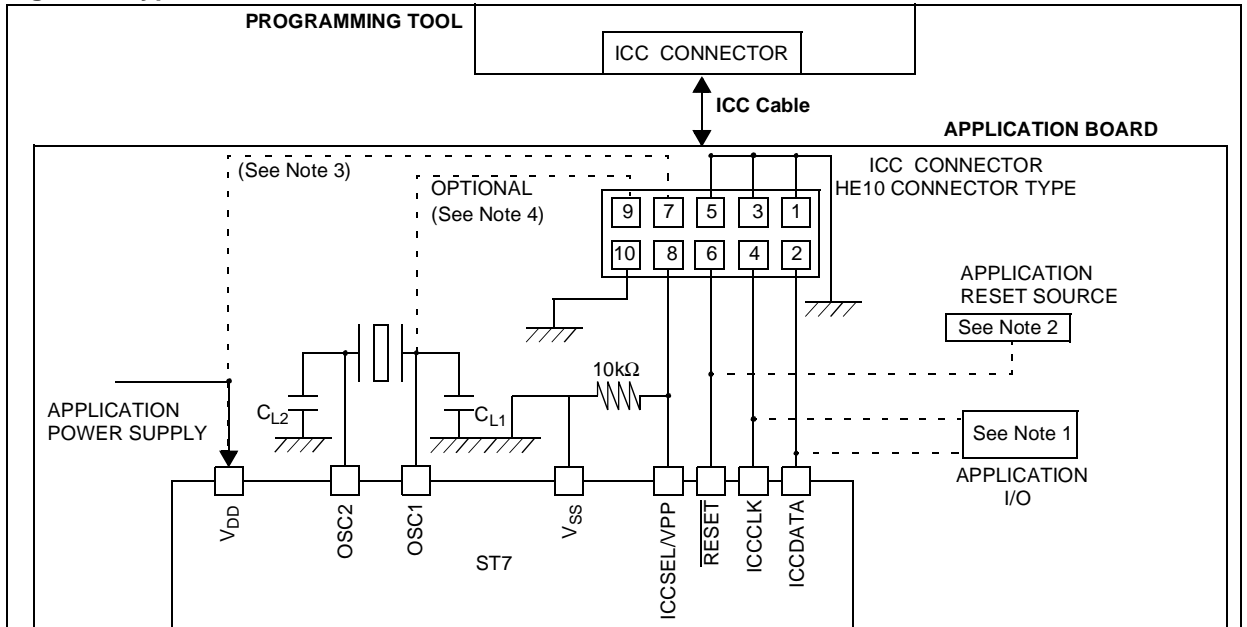 PROGRAMMING TOOL
ICC CONNECTOR
ICC Cable
APPLICATION BOARD
(See Note 3)
OPTIONAL
(See Note 4)
ICC CONNECTOR
HE10 CONNECTOR TYPE
9 7 5 3 1
10 8 6 4 2
APPLICATION
RESET SOURCE
See Note 2
10kΩ
APPLICATION
POWER SUPPLY
CL2
CL1
See Note 1
APPLICATION
I/O
VDD
OSC2
OSC1
VSS
ICCSEL/VPP
RESET
ICCCLK
ICCDATA
ST7